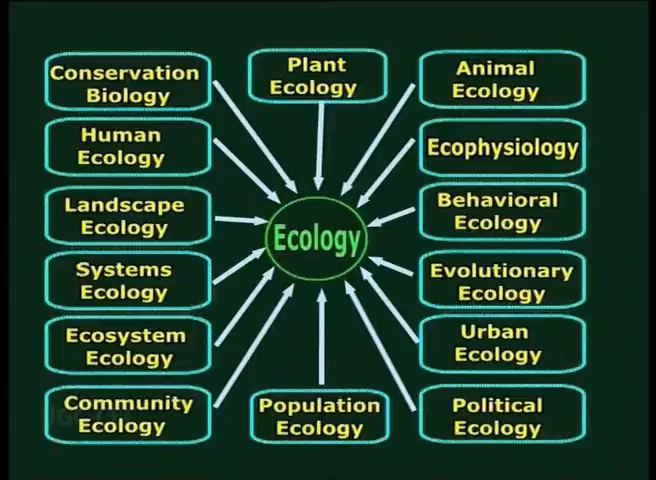 Conservation
Biology
Plant
Ecology
Animal
Ecology
Human
Ecology
Ecophysiology
Landscape
Ecology
Behavioral
Ecology
Ecology
Systems
Ecology
Evolutionary
Ecology
Ecosystem
Ecology
Urban
Ecology
Community
Ecology
Population
Ecology
Political
Ecology